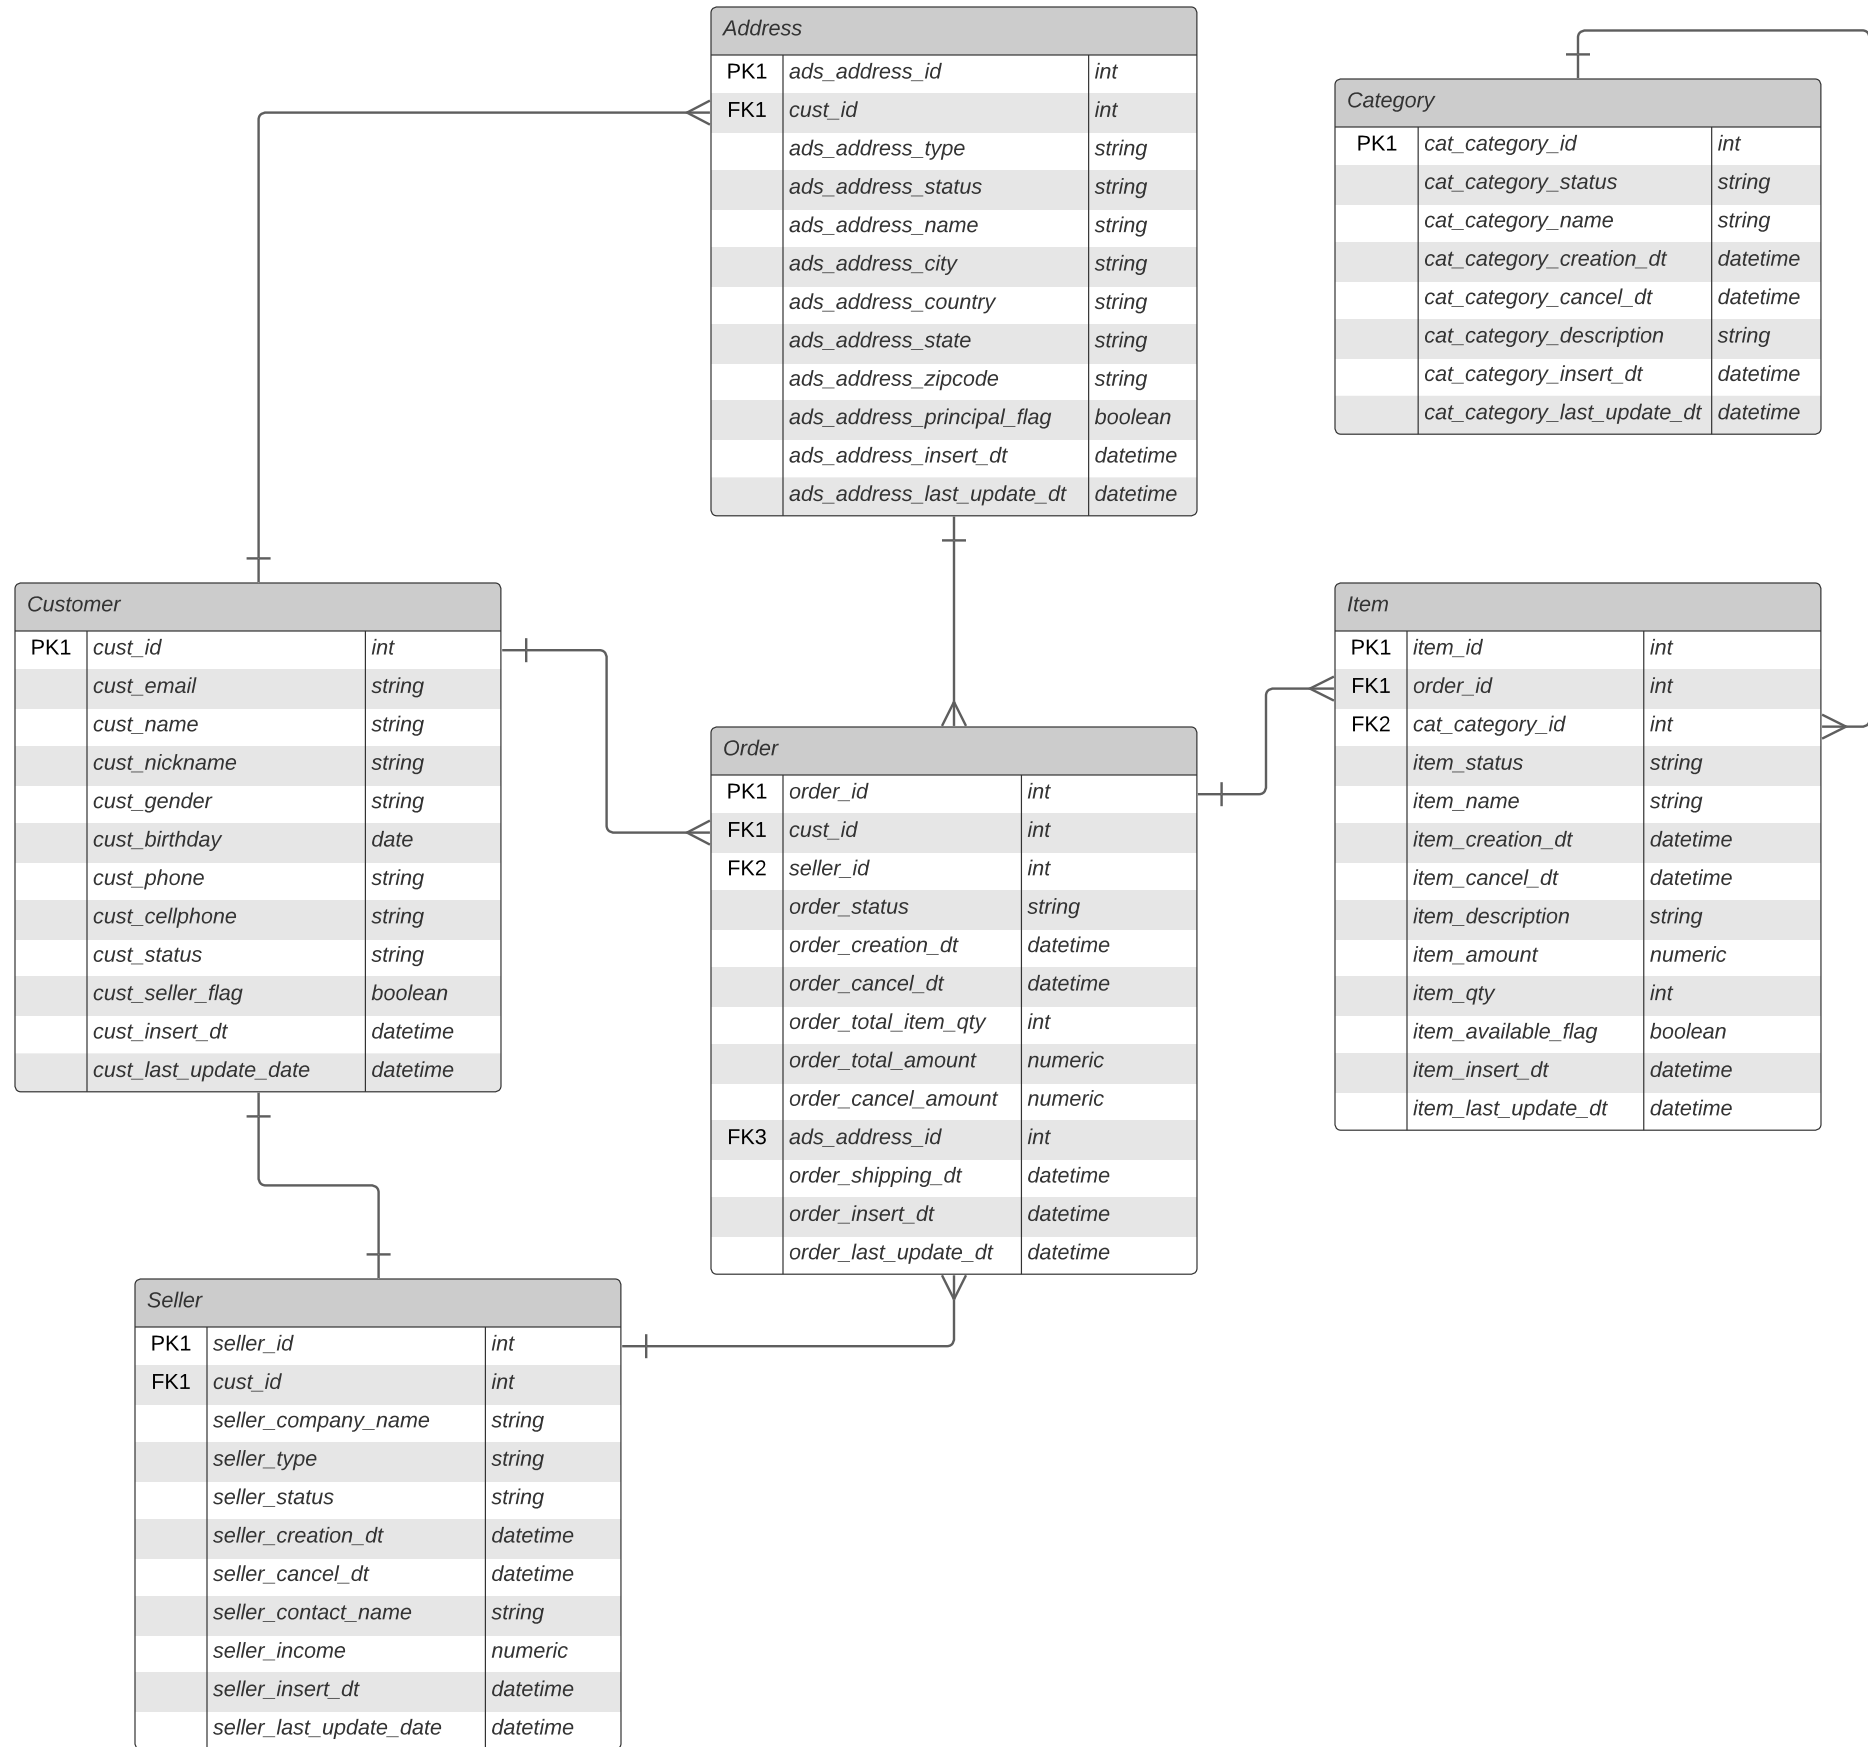 Address
PK1 ads_address_id int
FK1 cust_id int
ads_address_type string
ads_address_status string
ads_address_name string
ads_address_city string
ads_address_country string
ads_address_state string
ads_address_zipcode string
ads_address_principal_flag boolean
ads_address_insert_dt datetime
ads_address_last_update_dt datetime
Category
PK1 cat_category_id int
cat_category_status string
cat_category_name string
cat_category_creation_dt datetime
cat_category_cancel_dt datetime
cat_category_description string
cat_category_insert_dt datetime
cat_category_last_update_dt datetime
Customer
PK1 cust_id int
cust_email string
cust_name string
cust_nickname string
cust_gender string
cust_birthday date
cust_phone string
cust_cellphone string
cust_status string
cust_seller_flag boolean
cust_insert_dt datetime
cust_last_update_date datetime
Order
PK1 order_id int
FK1 cust_id int
FK2 seller_id int
order_status string
order_creation_dt datetime
order_cancel_dt datetime
order_total_item_qty int
order_total_amount numeric
order_cancel_amount numeric
FK3 ads_address_id int
order_shipping_dt datetime
order_insert_dt datetime
order_last_update_dt datetime
Item
PK1 item_id int
FK1 order_id int
FK2 cat_category_id int
item_status string
item_name string
item_creation_dt datetime
item_cancel_dt datetime
item_description string
item_amount numeric
item_qty int
item_available_flag boolean
item_insert_dt datetime
item_last_update_dt datetime
Seller
PK1 seller_id int
FK1 cust_id int
seller_company_name string
seller_type string
seller_status string
seller_creation_dt datetime
seller_cancel_dt datetime
seller_contact_name string
seller_income numeric
seller_insert_dt datetime
seller_last_update_date datetime